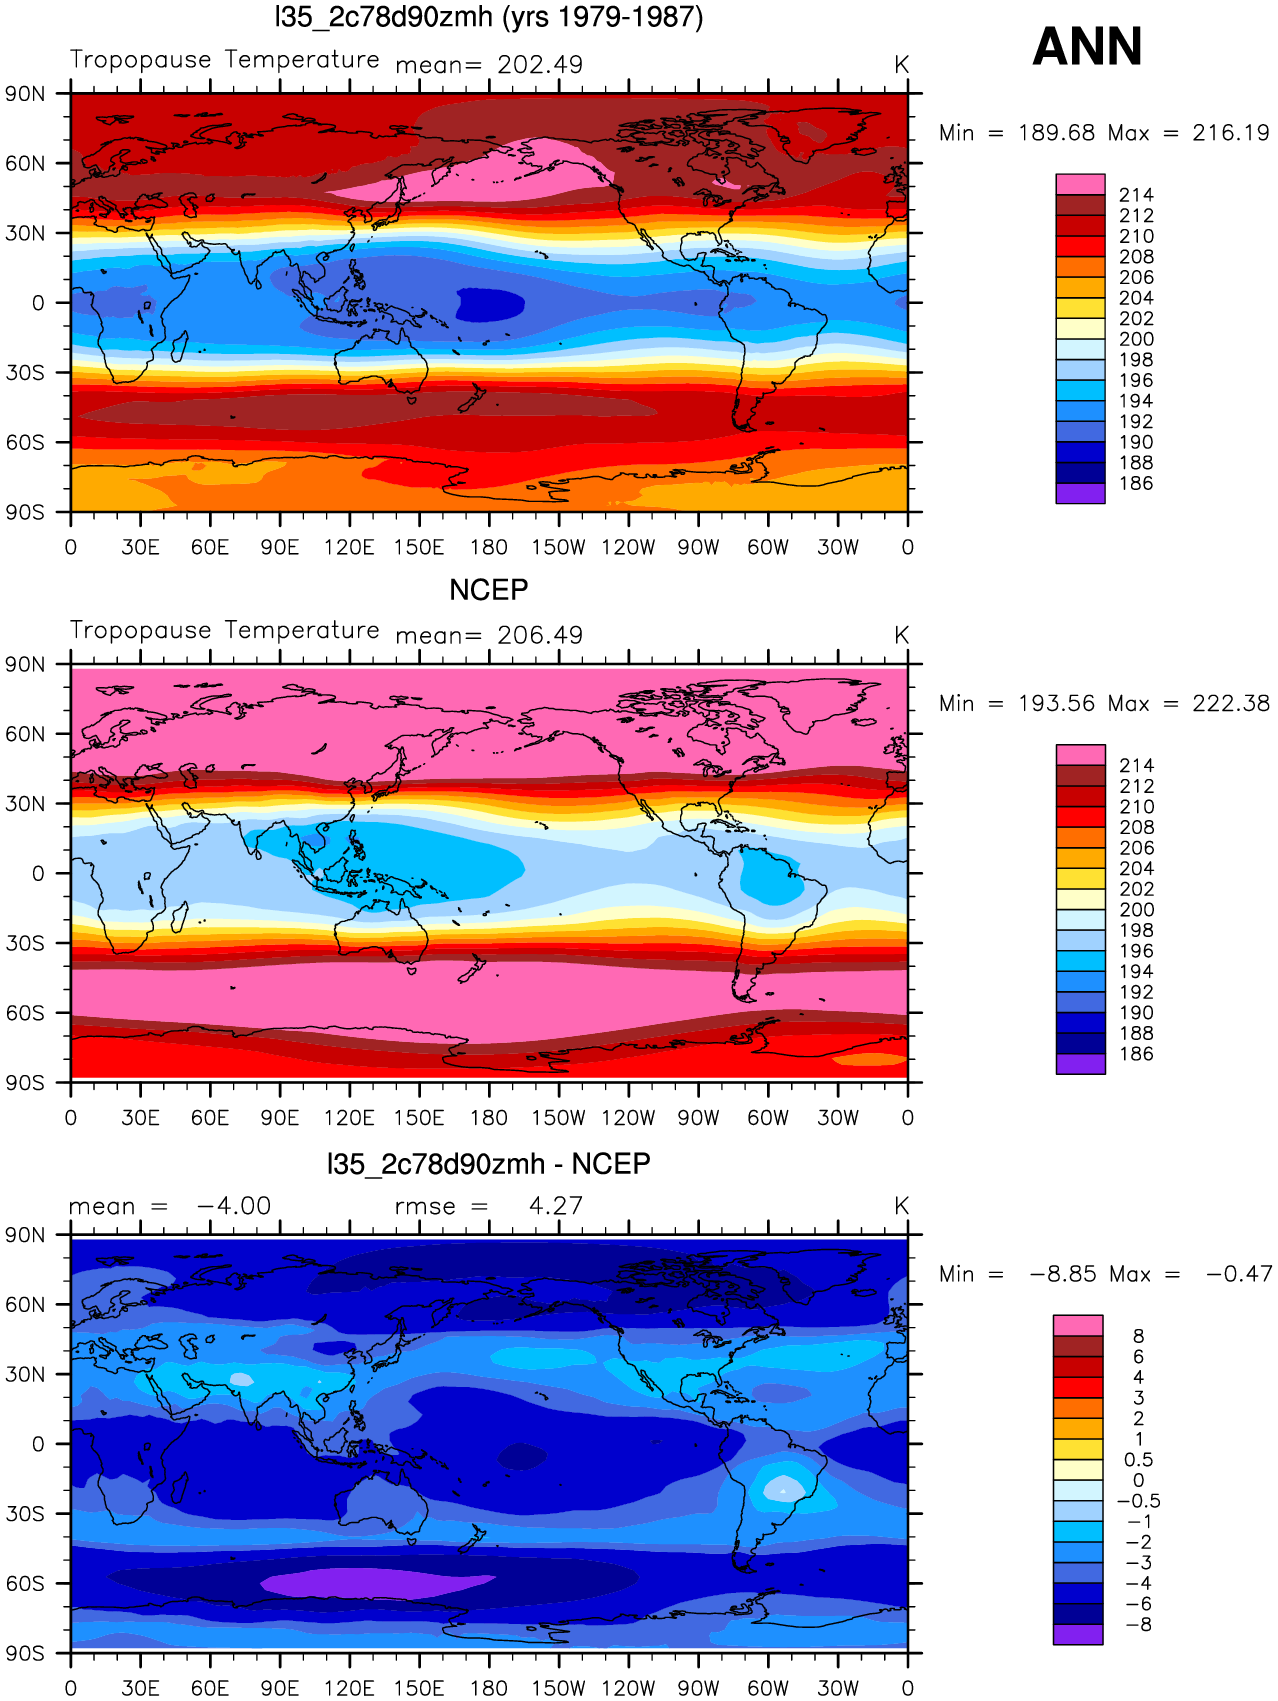 l35_2c78d90zmh (yrs 1979-1987)
ANN
Tropopause Temperature mean= 202.49 K
Min = 189.68 Max = 216.19
90N
60N
30N
0
30S
60S
90S
0 30E 60E 90E 120E 150E 180 150W 120W 90W 60W 30W 0
214
212
210
208
206
204
202
200
198
196
194
192
190
188
186
NCEP
Tropopause Temperature mean= 206.49 K
Min = 193.56 Max = 222.38
90N
60N
30N
0
30S
60S
90S
0 30E 60E 90E 120E 150E 180 150W 120W 90W 60W 30W 0
214
212
210
208
206
204
202
200
198
196
194
192
190
188
186
l35_2c78d90zmh - NCEP
mean = -4.00 rmse = 4.27 K
Min = -8.85 Max = -0.47
90N
60N
30N
0
30S
60S
90S
0 30E 60E 90E 120E 150E 180 150W 120W 90W 60W 30W 0
8
6
4
3
2
1
0.5
0
-0.5
-1
-2
-3
-4
-6
-8